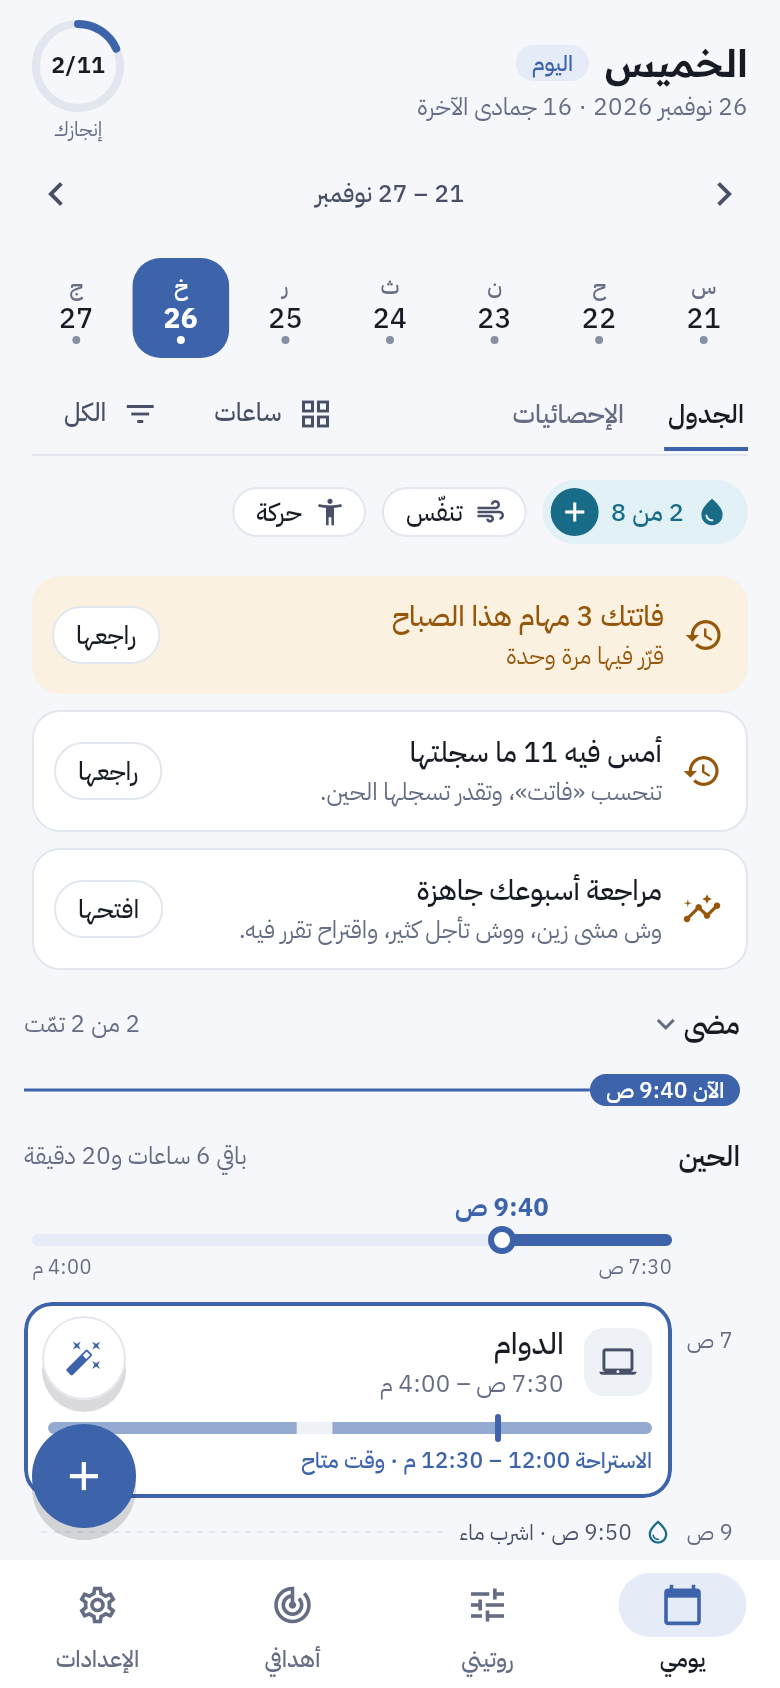 الخميس اليوم
26 نوفمبر 2026 · 16 جمادى الآخرة
2/11
إنجازك
21 – 27 نوفمبر
س ح ن ث ر خ ج
21 22 23 24 25 26 27
الجدول الإحصائيات ساعات الكل
2 من 8 تنفّس حركة
فاتتك 3 مهام هذا الصباح
قرّر فيها مرة وحدة
راجعها
أمس فيه 11 ما سجلتها
تنحسب «فاتت»، وتقدر تسجلها الحين.
راجعها
مراجعة أسبوعك جاهزة
وش مشى زين، ووش تأجل كثير، واقتراح تقرر فيه.
افتحها
مضى 2 من 2 تمّت
الآن 9:40 ص
الحين باقي 6 ساعات و20 دقيقة
9:40 ص
7:30 ص 4:00 م
7 ص
الدوام
7:30 ص – 4:00 م
الاستراحة 12:00 – 12:30 م · وقت متاح
9 ص 9:50 ص · اشرب ماء
يومي روتيني أهدافي الإعدادات